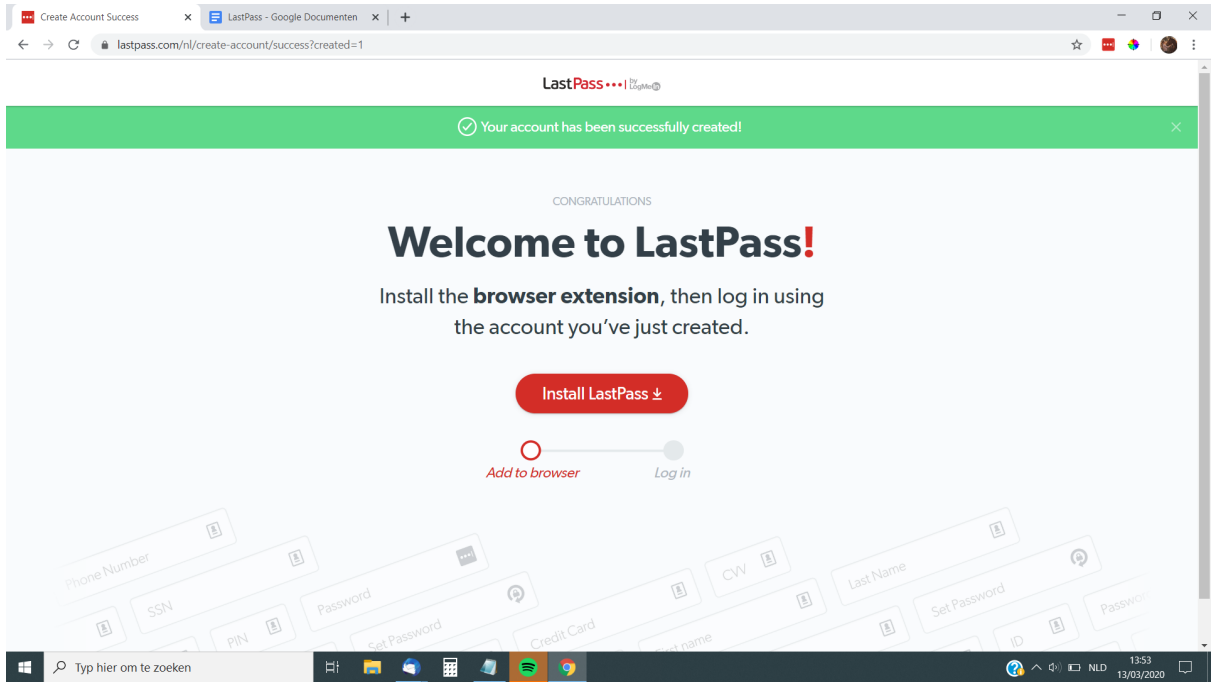 Create Account Success
LastPass - Google Documenten
lastpass.com/nl/create-account/success?created=1
LastPass by LogMeIn
Your account has been successfully created!
CONGRATULATIONS
Welcome to LastPass!
Install the browser extension, then log in using
the account you've just created.
Install LastPass
Add to browser
Log in
Phone Number
SSN
PIN
Password
Set Password
Credit Card
CVV
Last Name
Set Password
ID
Typ hier om te zoeken
NLD
13:53
13/03/2020